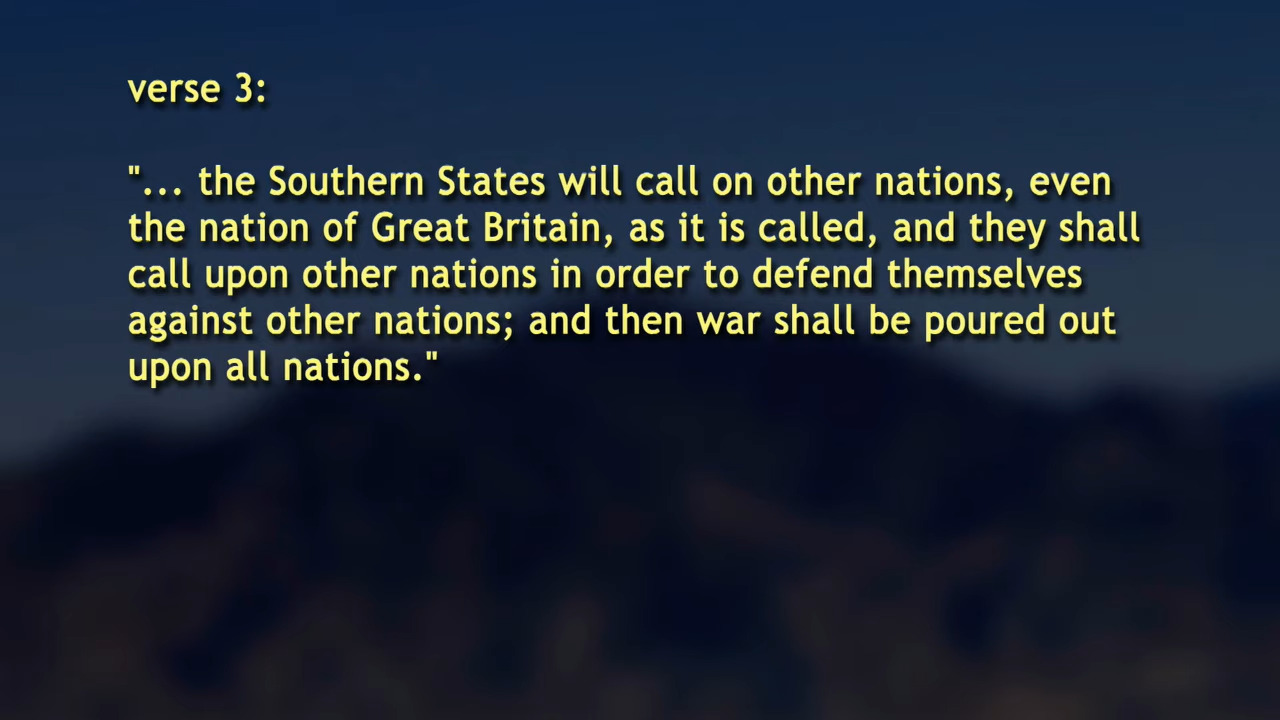 verse 3:
"... the Southern States will call on other nations, even
the nation of Great Britain, as it is called, and they shall
call upon other nations in order to defend themselves
against other nations; and then war shall be poured out
upon all nations."